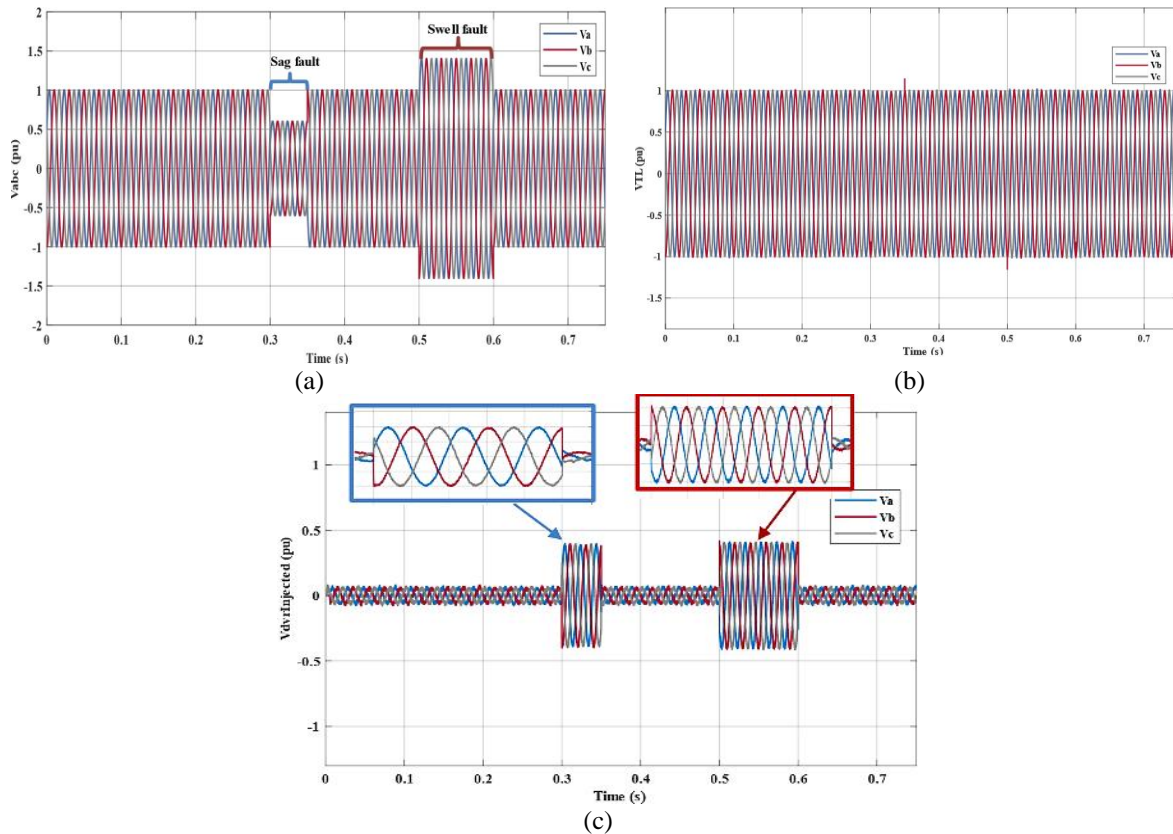 Swell fault
Sag fault
Va
Vb
Vc
2
1.5
1
0.5
0
-0.5
-1
-1.5
-2
Vabc (pu)
0 0.1 0.2 0.3 0.4 0.5 0.6 0.7
Time (s)
(a)
Va
Vb
Vc
1.5
1
0.5
0
-0.5
-1
-1.5
VTL (pu)
0 0.1 0.2 0.3 0.4 0.5 0.6 0.7
Time (s)
(b)
Va
Vb
Vc
1
0.5
0
-0.5
-1
VdvrInjected (pu)
0 0.1 0.2 0.3 0.4 0.5 0.6 0.7
Time (s)
(c)